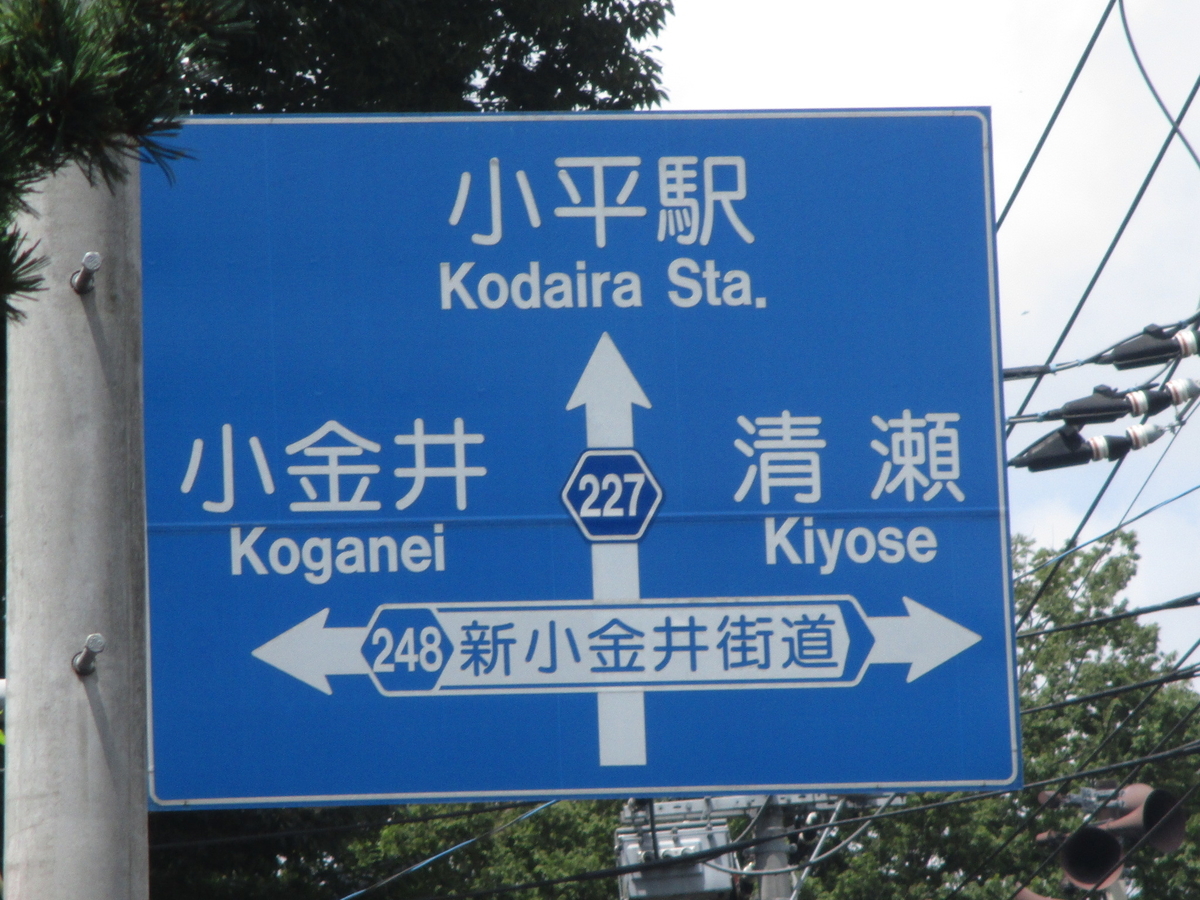 小平駅
Kodaira Sta.
小金井
Koganei
227
清瀬
Kiyose
248 新小金井街道